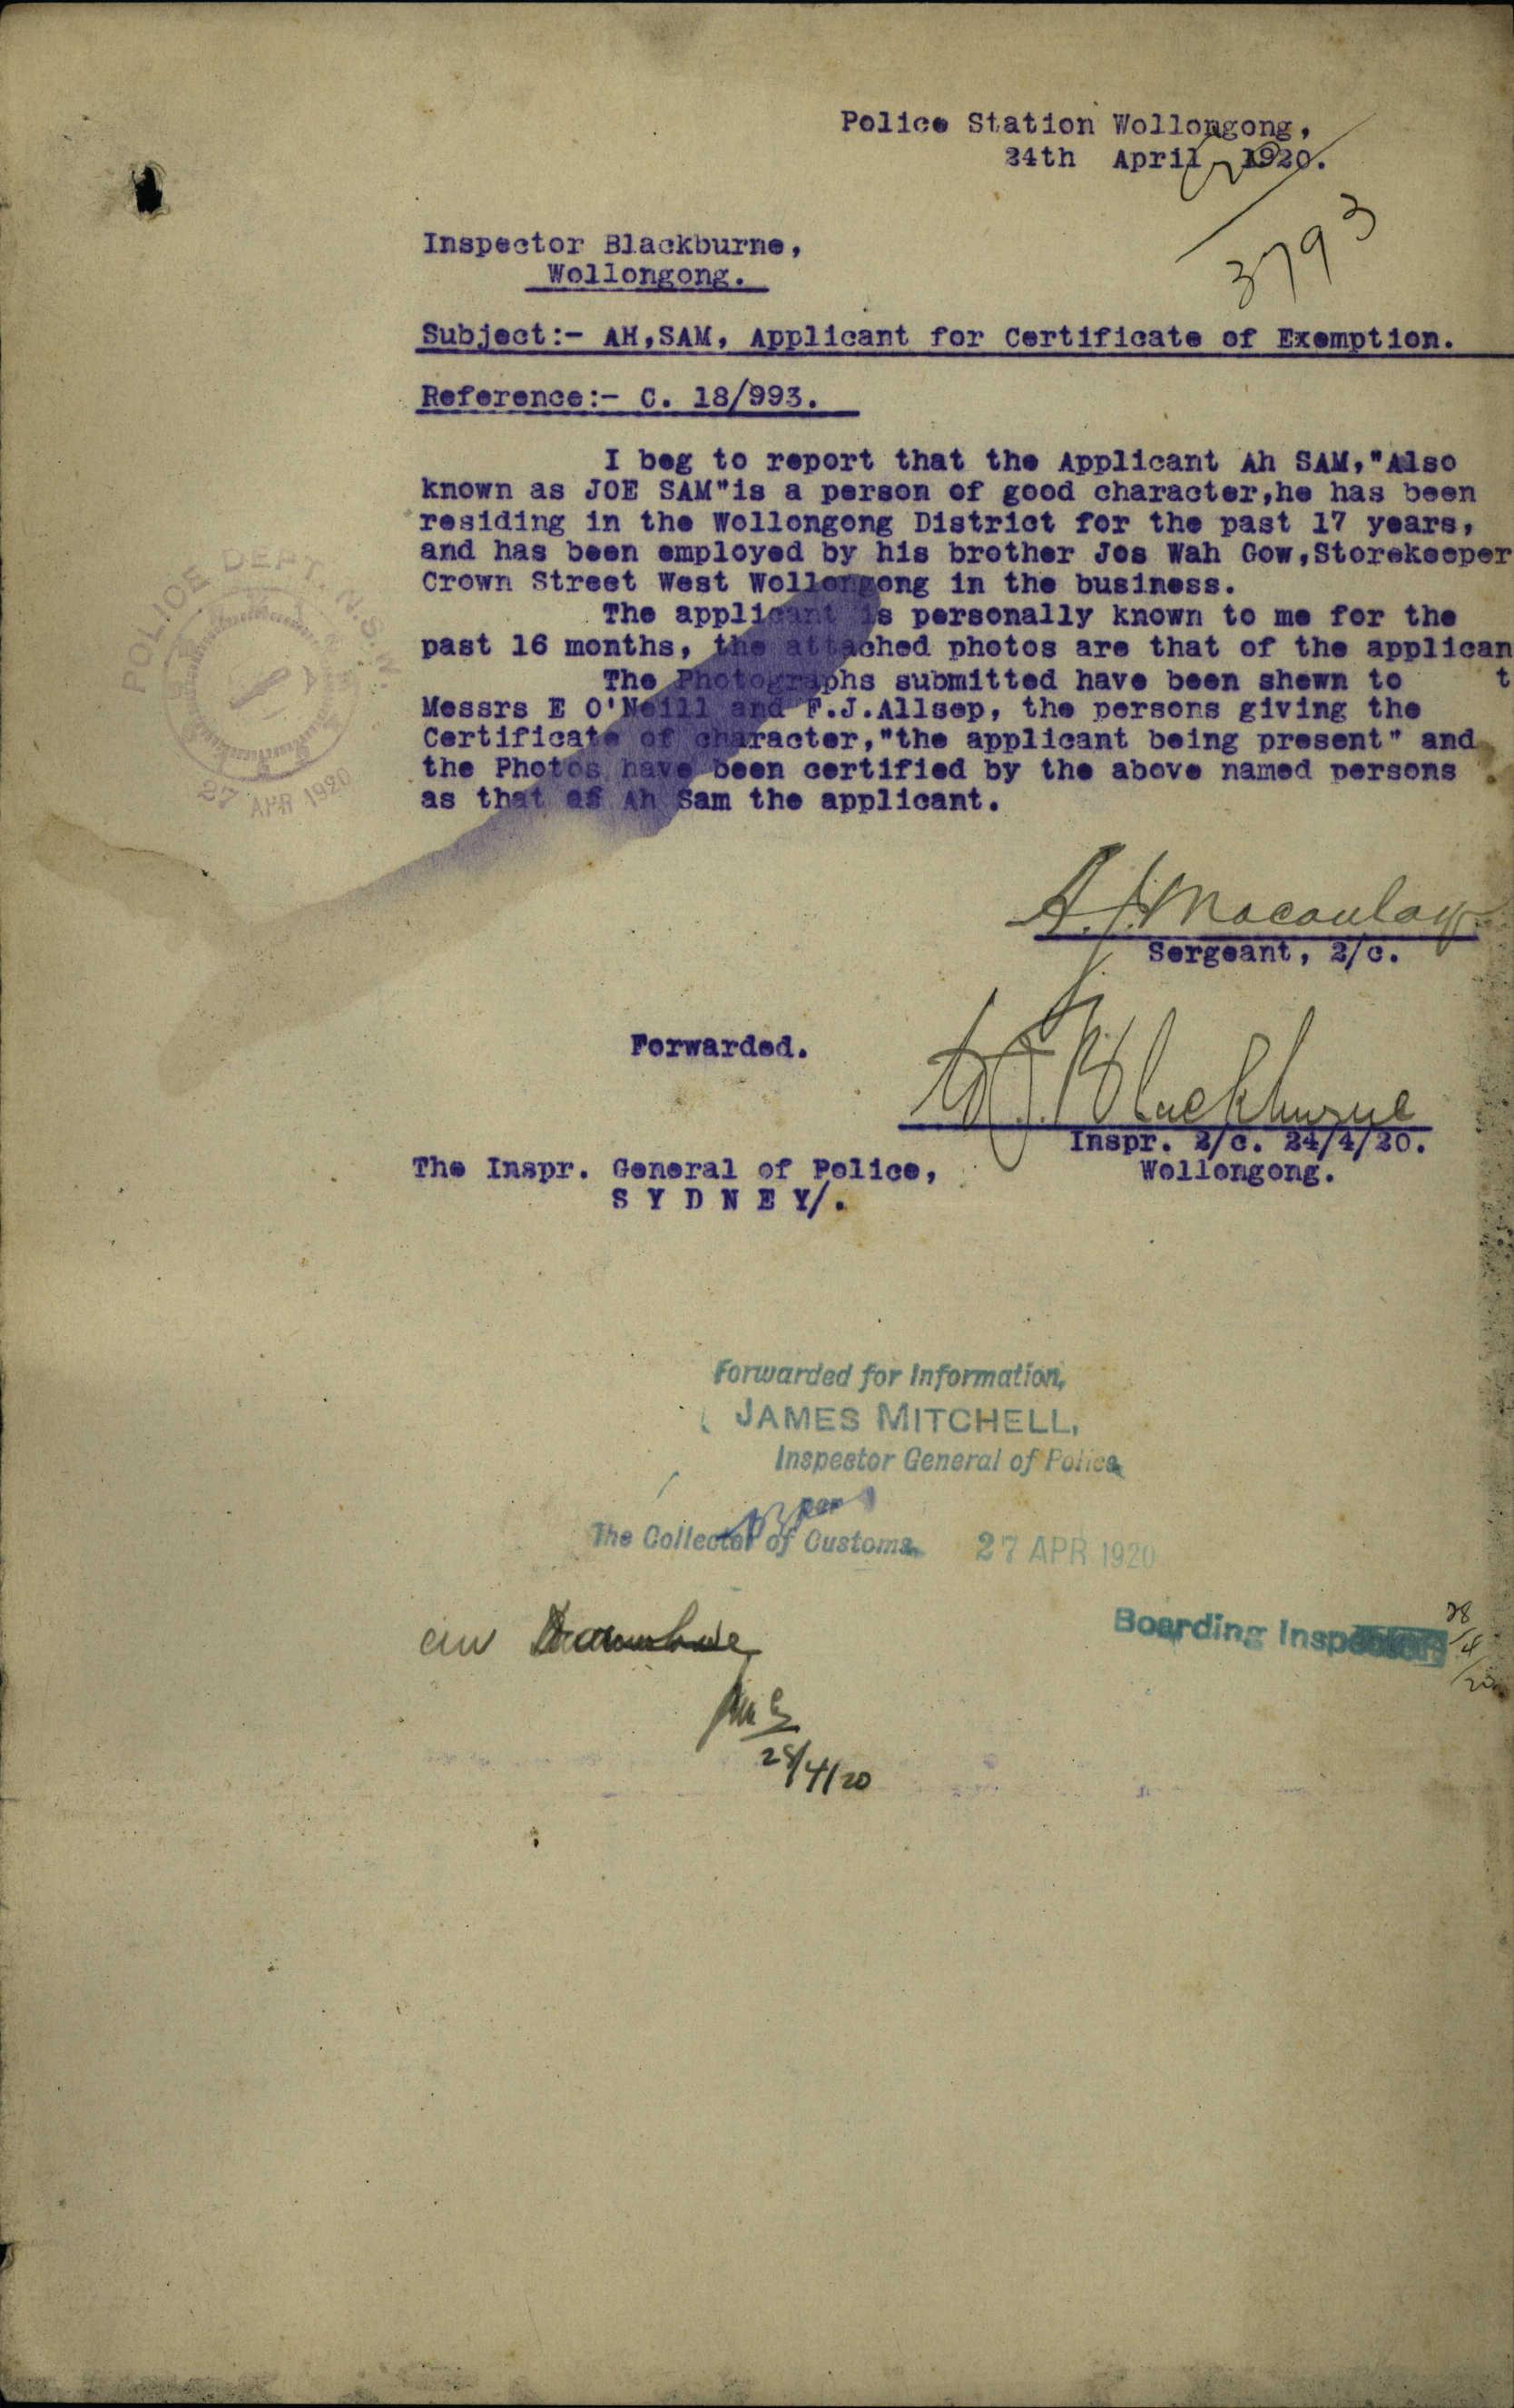 Police Station Wollongong,
24th April 1920.
3793
Inspector Blackburne,
Wollongong.
Subject:- AH,SAM, Applicant for Certificate of Exemption.
Reference:- C. 18/993.
I beg to report that the Applicant Ah SAM,"Also
known as JOE SAM"is a person of good character,he has been
residing in the Wollongong District for the past 17 years,
and has been employed by his brother Jos Wah Gow,Storekeeper
Crown Street West Wollongong in the business.
The applicant is personally known to me for the
past 16 months, the attached photos are that of the applican
t
The Photographs submitted have been shewn to
Messrs E O'Neill and F.J.Allsop, the persons giving the
Certificate of character,"the applicant being present" and
the Photos have been certified by the above named persons
as that of Ah Sam the applicant.
POLICE DEPT. N.S.W.
27 APR 1920
A.J. Macaulay
Sergeant, 2/c.
Forwarded.
Blackburne
Inspr. 2/c. 24/4/20.
Wollongong.
The Inspr. General of Police,
S Y D N E Y/.
Forwarded for Information,
JAMES MITCHELL,
Inspector General of Police
per
The Collector of Customs.
27 APR 1920
Boarding Inspector
28/4/20
28/4/20